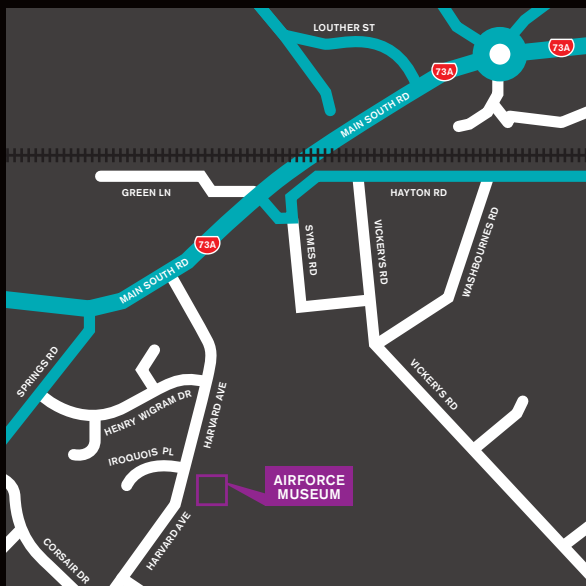 LOUTHER ST
73A
73A
MAIN SOUTH RD
GREEN LN
HAYTON RD
SYMES RD
VICKERYS RD
WASHBOURNES RD
73A
MAIN SOUTH RD
SPRINGS RD
HENRY WIGRAM DR
HARVARD AVE
VICKERYS RD
IROQUOIS PL
AIRFORCE
MUSEUM
HARVARD AVE
CORSAIR DR